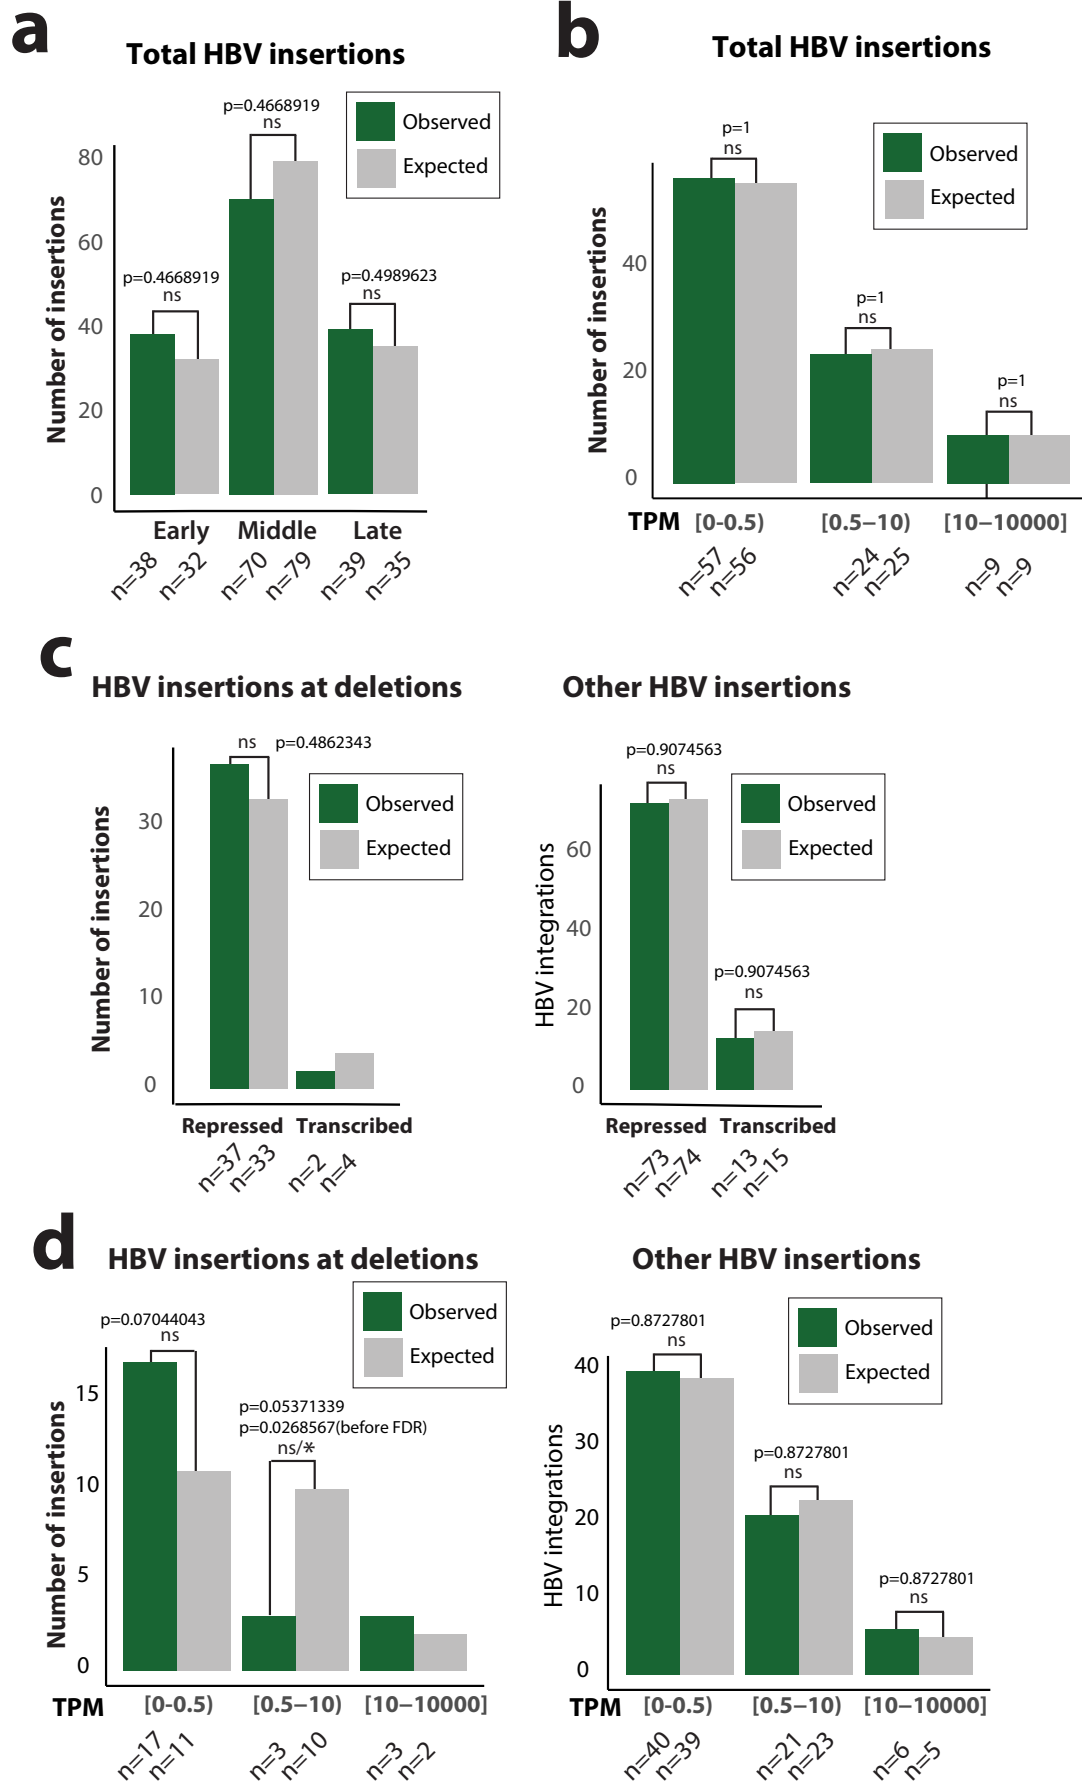 a
Total HBV insertions
p=0.4668919
ns
Observed
Expected
p=0.4668919
ns
p=0.4989623
ns
Number of insertions
80
60
40
20
0
Early Middle Late
n=38 n=32 n=70 n=79 n=39 n=35
b
Total HBV insertions
p=1
ns
Observed
Expected
p=1
ns
p=1
ns
Number of insertions
40
20
0
TPM [0-0.5) [0.5–10) [10–10000]
n=57 n=56 n=24 n=25 n=9 n=9
c
HBV insertions at deletions
ns p=0.4862343
Observed
Expected
Number of insertions
30
20
10
0
Repressed Transcribed
n=37 n=33 n=2 n=4
Other HBV insertions
p=0.9074563
ns
Observed
Expected
p=0.9074563
ns
HBV integrations
60
40
20
0
Repressed Transcribed
n=73 n=74 n=13 n=15
d
HBV insertions at deletions
Observed
Expected
p=0.07044043
ns
p=0.05371339
p=0.0268567(before FDR)
ns/*
Number of insertions
15
10
5
0
TPM [0-0.5) [0.5–10) [10–10000]
n=17 n=11 n=3 n=10 n=3 n=2
Other HBV insertions
p=0.8727801
ns
Observed
Expected
p=0.8727801
ns
p=0.8727801
ns
HBV integrations
40
30
20
10
0
TPM [0-0.5) [0.5–10) [10–10000]
n=40 n=39 n=21 n=23 n=6 n=5